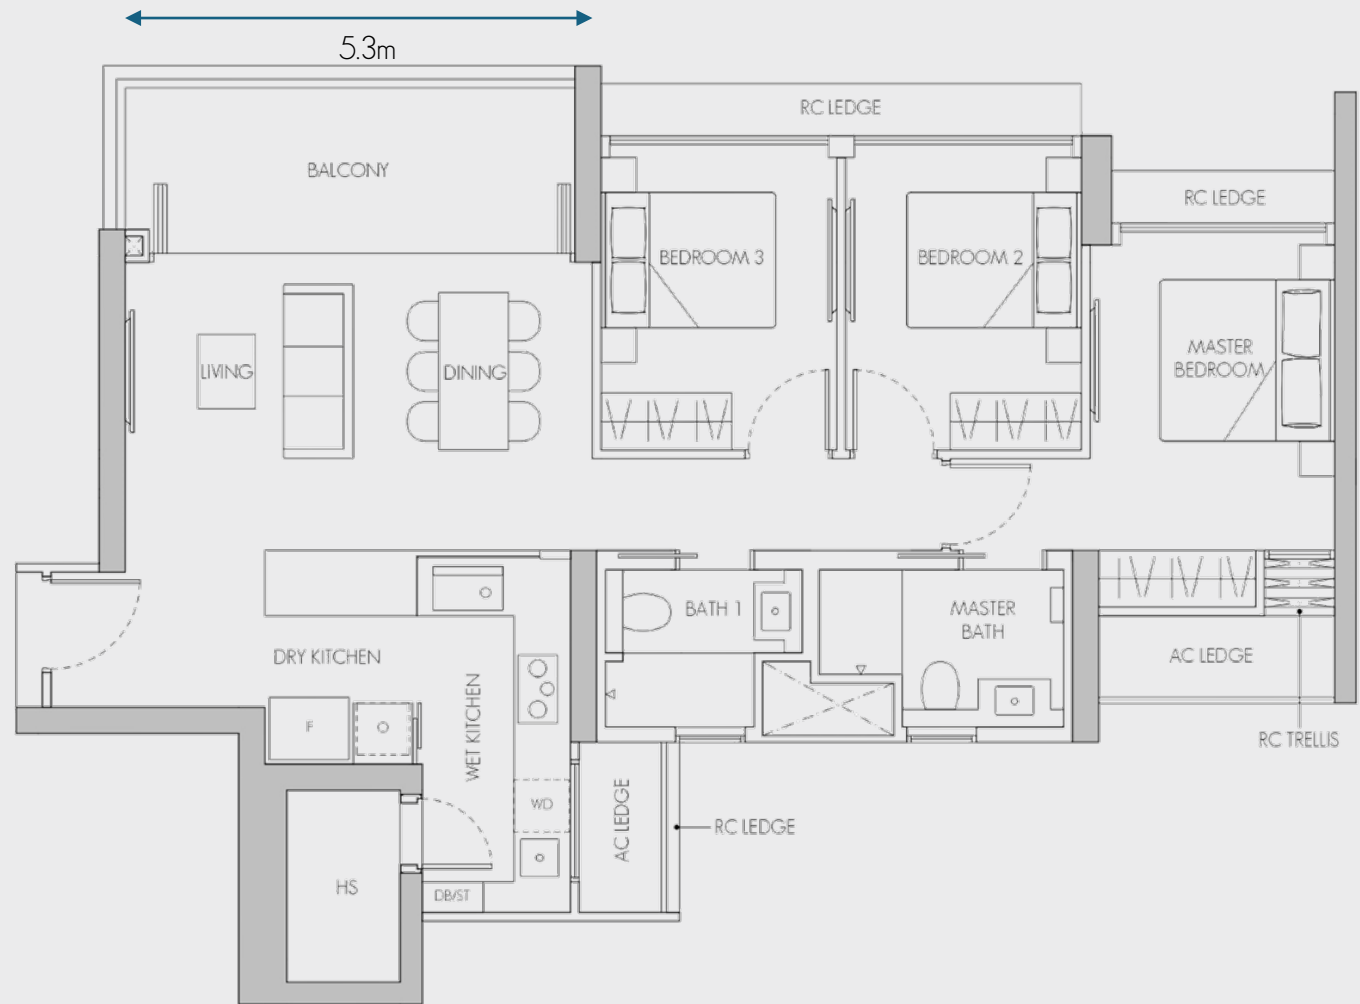 5.3m
RC LEDGE
BALCONY
RC LEDGE
BEDROOM 3
BEDROOM 2
MASTER
BEDROOM
LIVING
DINING
BATH 1
MASTER
BATH
DRY KITCHEN
AC LEDGE
F
O
WET KITCHEN
RC TRELLIS
WD
AC LEDGE
RC LEDGE
HS
DB/ST